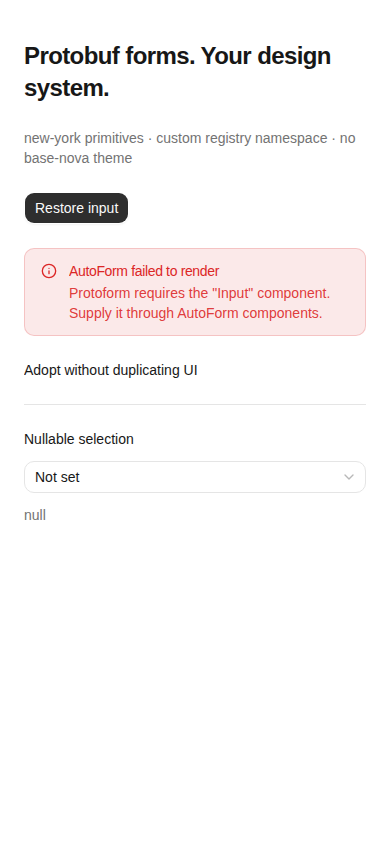 Protobuf forms. Your design
system.
new-york primitives · custom registry namespace · no
base-nova theme
Restore input
AutoForm failed to render
Protoform requires the "Input" component.
Supply it through AutoForm components.
Adopt without duplicating UI
Nullable selection
Not set
null